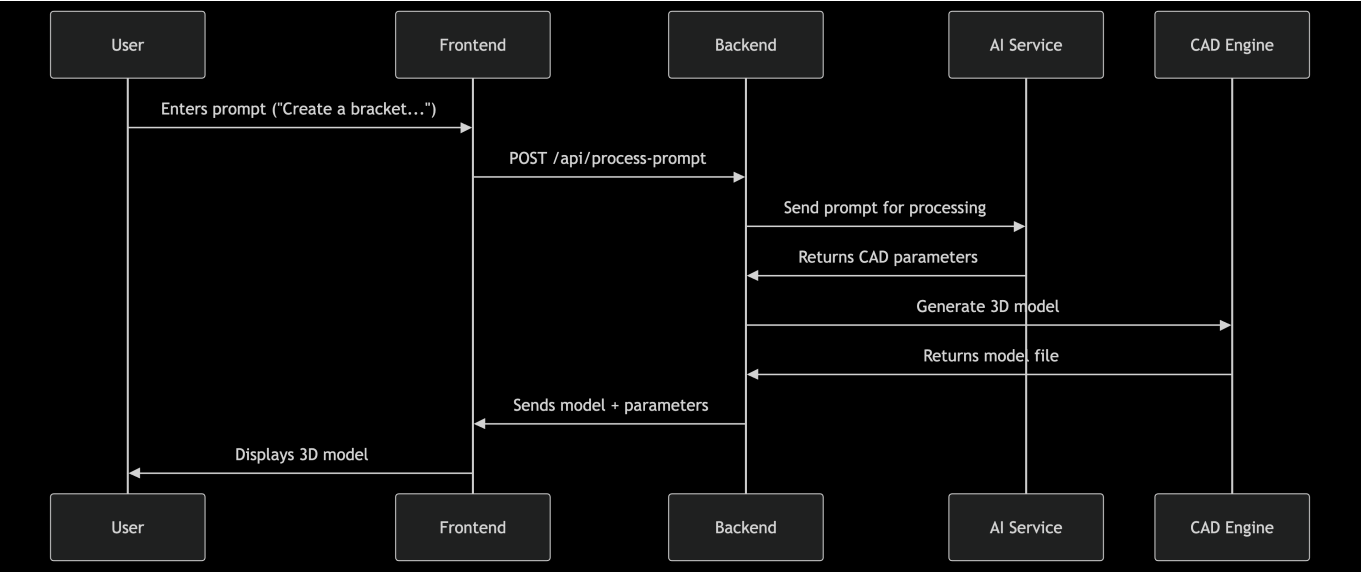 User
Frontend
Backend
AI Service
CAD Engine
Enters prompt ("Create a bracket...")
POST /api/process-prompt
Send prompt for processing
Returns CAD parameters
Generate 3D model
Returns model file
Sends model + parameters
Displays 3D model
User
Frontend
Backend
AI Service
CAD Engine